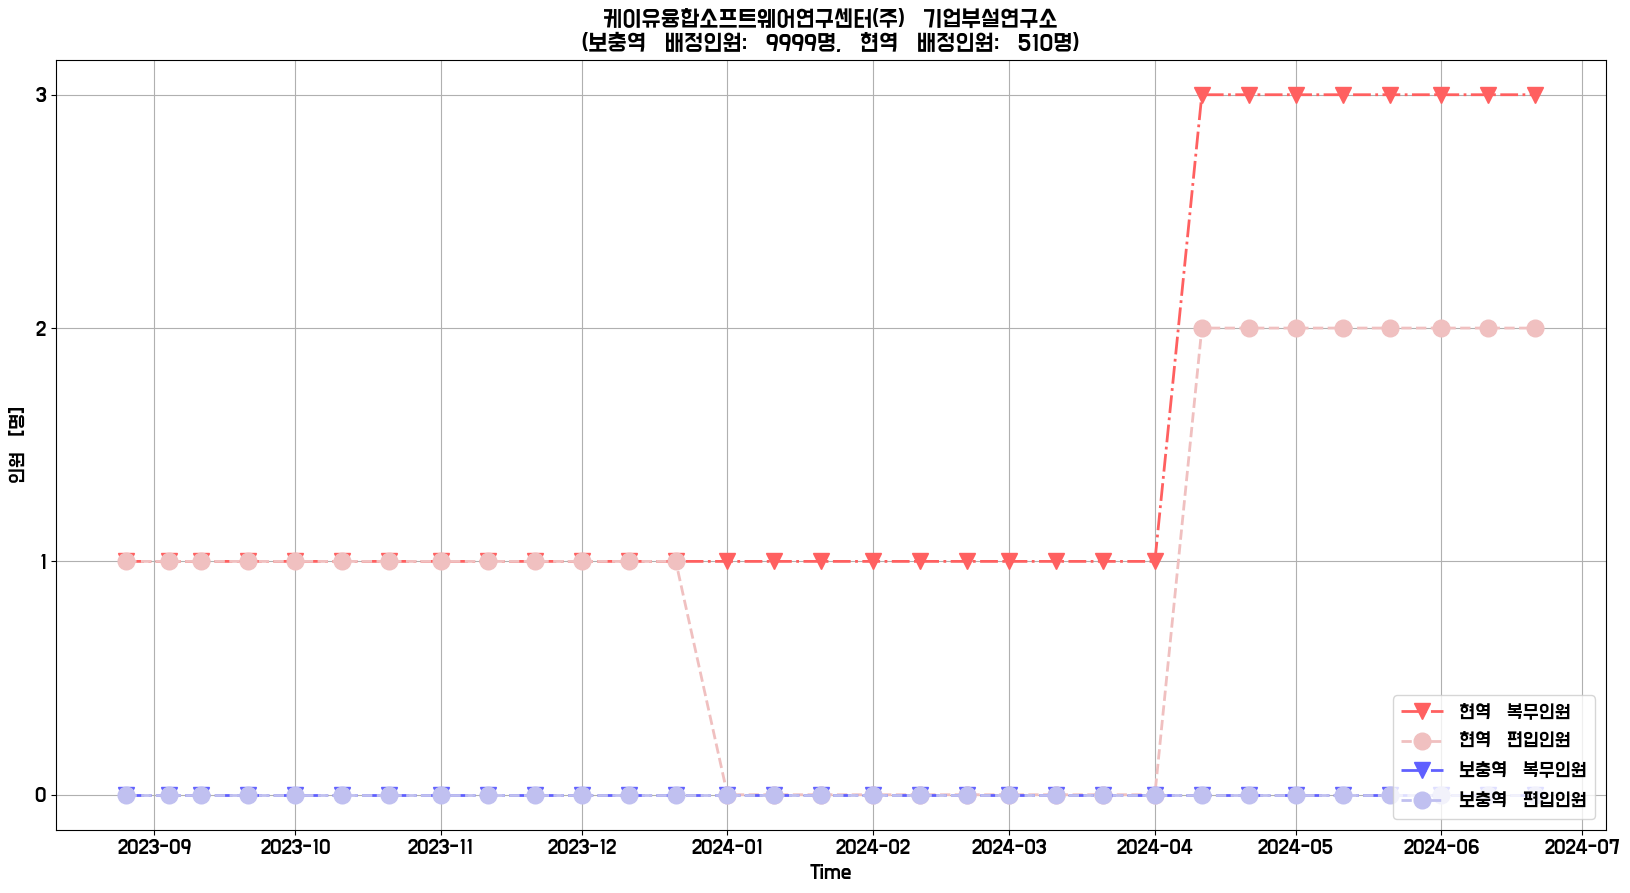 케이유융합소프트웨어연구센터(주) 기업부설연구소
(보충역 배정인원: 9999명, 현역 배정인원: 510명)
3
2
1
0
인원 [명]
2023-09 2023-10 2023-11 2023-12 2024-01 2024-02 2024-03 2024-04 2024-05 2024-06 2024-07
Time
현역 복무인원
현역 편입인원
보충역 복무인원
보충역 편입인원